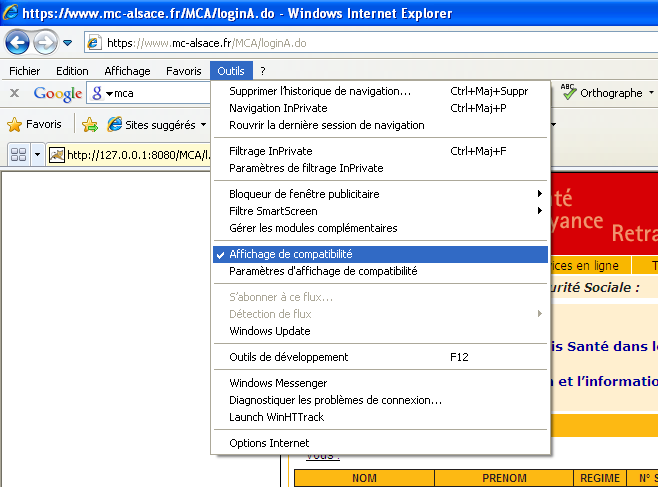 https://www.mc-alsace.fr/MCA/loginA.do - Windows Internet Explorer
https://www.mc-alsace.fr/MCA/loginA.do
Fichier Edition Affichage Favoris Outils ?
Google mca
ABC Orthographe
Favoris Sites suggérés
http://127.0.0.1:8080/MCA/l
Supprimer l'historique de navigation... Ctrl+Maj+Suppr
Navigation InPrivate Ctrl+Maj+P
Rouvrir la dernière session de navigation
Filtrage InPrivate Ctrl+Maj+F
Paramètres de filtrage InPrivate
Bloqueur de fenêtre publicitaire
Filtre SmartScreen
Gérer les modules complémentaires
Affichage de compatibilité
Paramètres d'affichage de compatibilité
S'abonner à ce flux...
Détection de flux
Windows Update
Outils de développement F12
Windows Messenger
Diagnostiquer les problèmes de connexion...
Launch WinHTTrack
Options Internet
té
yance Retra
ices en ligne T
urité Sociale :
is Santé dans l
n et l'informatio
Vous :
NOM PRENOM REGIME N° S